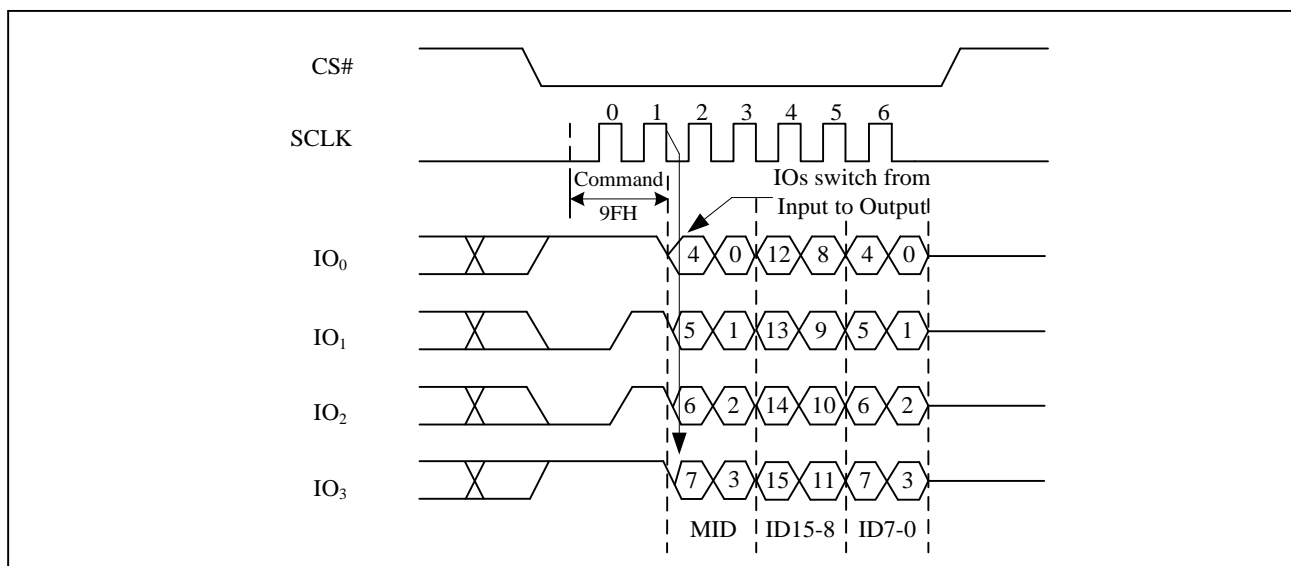 CS#
0 1 2 3 4 5 6
SCLK
Command
9FH
IOs switch from
Input to Output
IO₀
4 0 12 8 4 0
IO₁
5 1 13 9 5 1
IO₂
6 2 14 10 6 2
IO₃
7 3 15 11 7 3
MID ID15-8 ID7-0